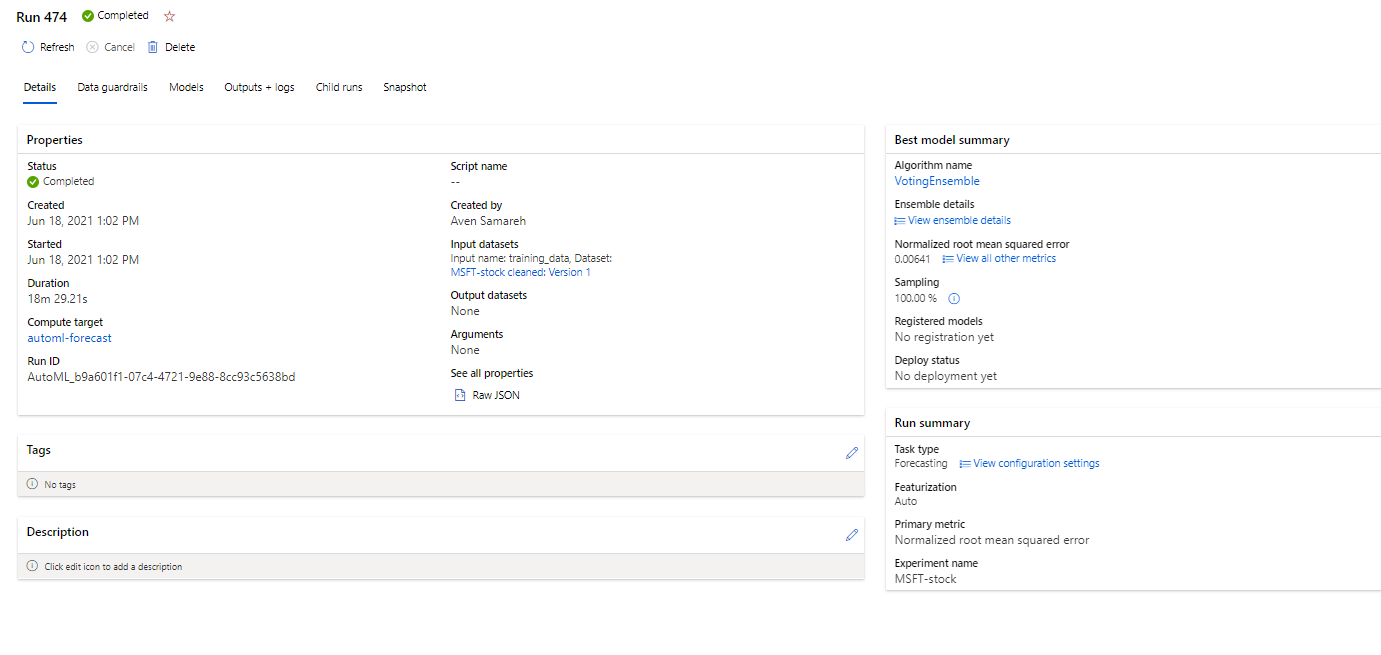 Run 474 Completed
Refresh Cancel Delete
Details Data guardrails Models Outputs + logs Child runs Snapshot
Properties
Status
Completed
Created
Jun 18, 2021 1:02 PM
Started
Jun 18, 2021 1:02 PM
Duration
18m 29.21s
Compute target
automl-forecast
Run ID
AutoML_b9a601f1-07c4-4721-9e88-8cc93c5638bd
Script name
--
Created by
Aven Samareh
Input datasets
Input name: training_data, Dataset:
MSFT-stock cleaned: Version 1
Output datasets
None
Arguments
None
See all properties
Raw JSON
Tags
No tags
Description
Click edit icon to add a description
Best model summary
Algorithm name
VotingEnsemble
Ensemble details
View ensemble details
Normalized root mean squared error
0.00641 View all other metrics
Sampling
100.00 %
Registered models
No registration yet
Deploy status
No deployment yet
Run summary
Task type
Forecasting View configuration settings
Featurization
Auto
Primary metric
Normalized root mean squared error
Experiment name
MSFT-stock